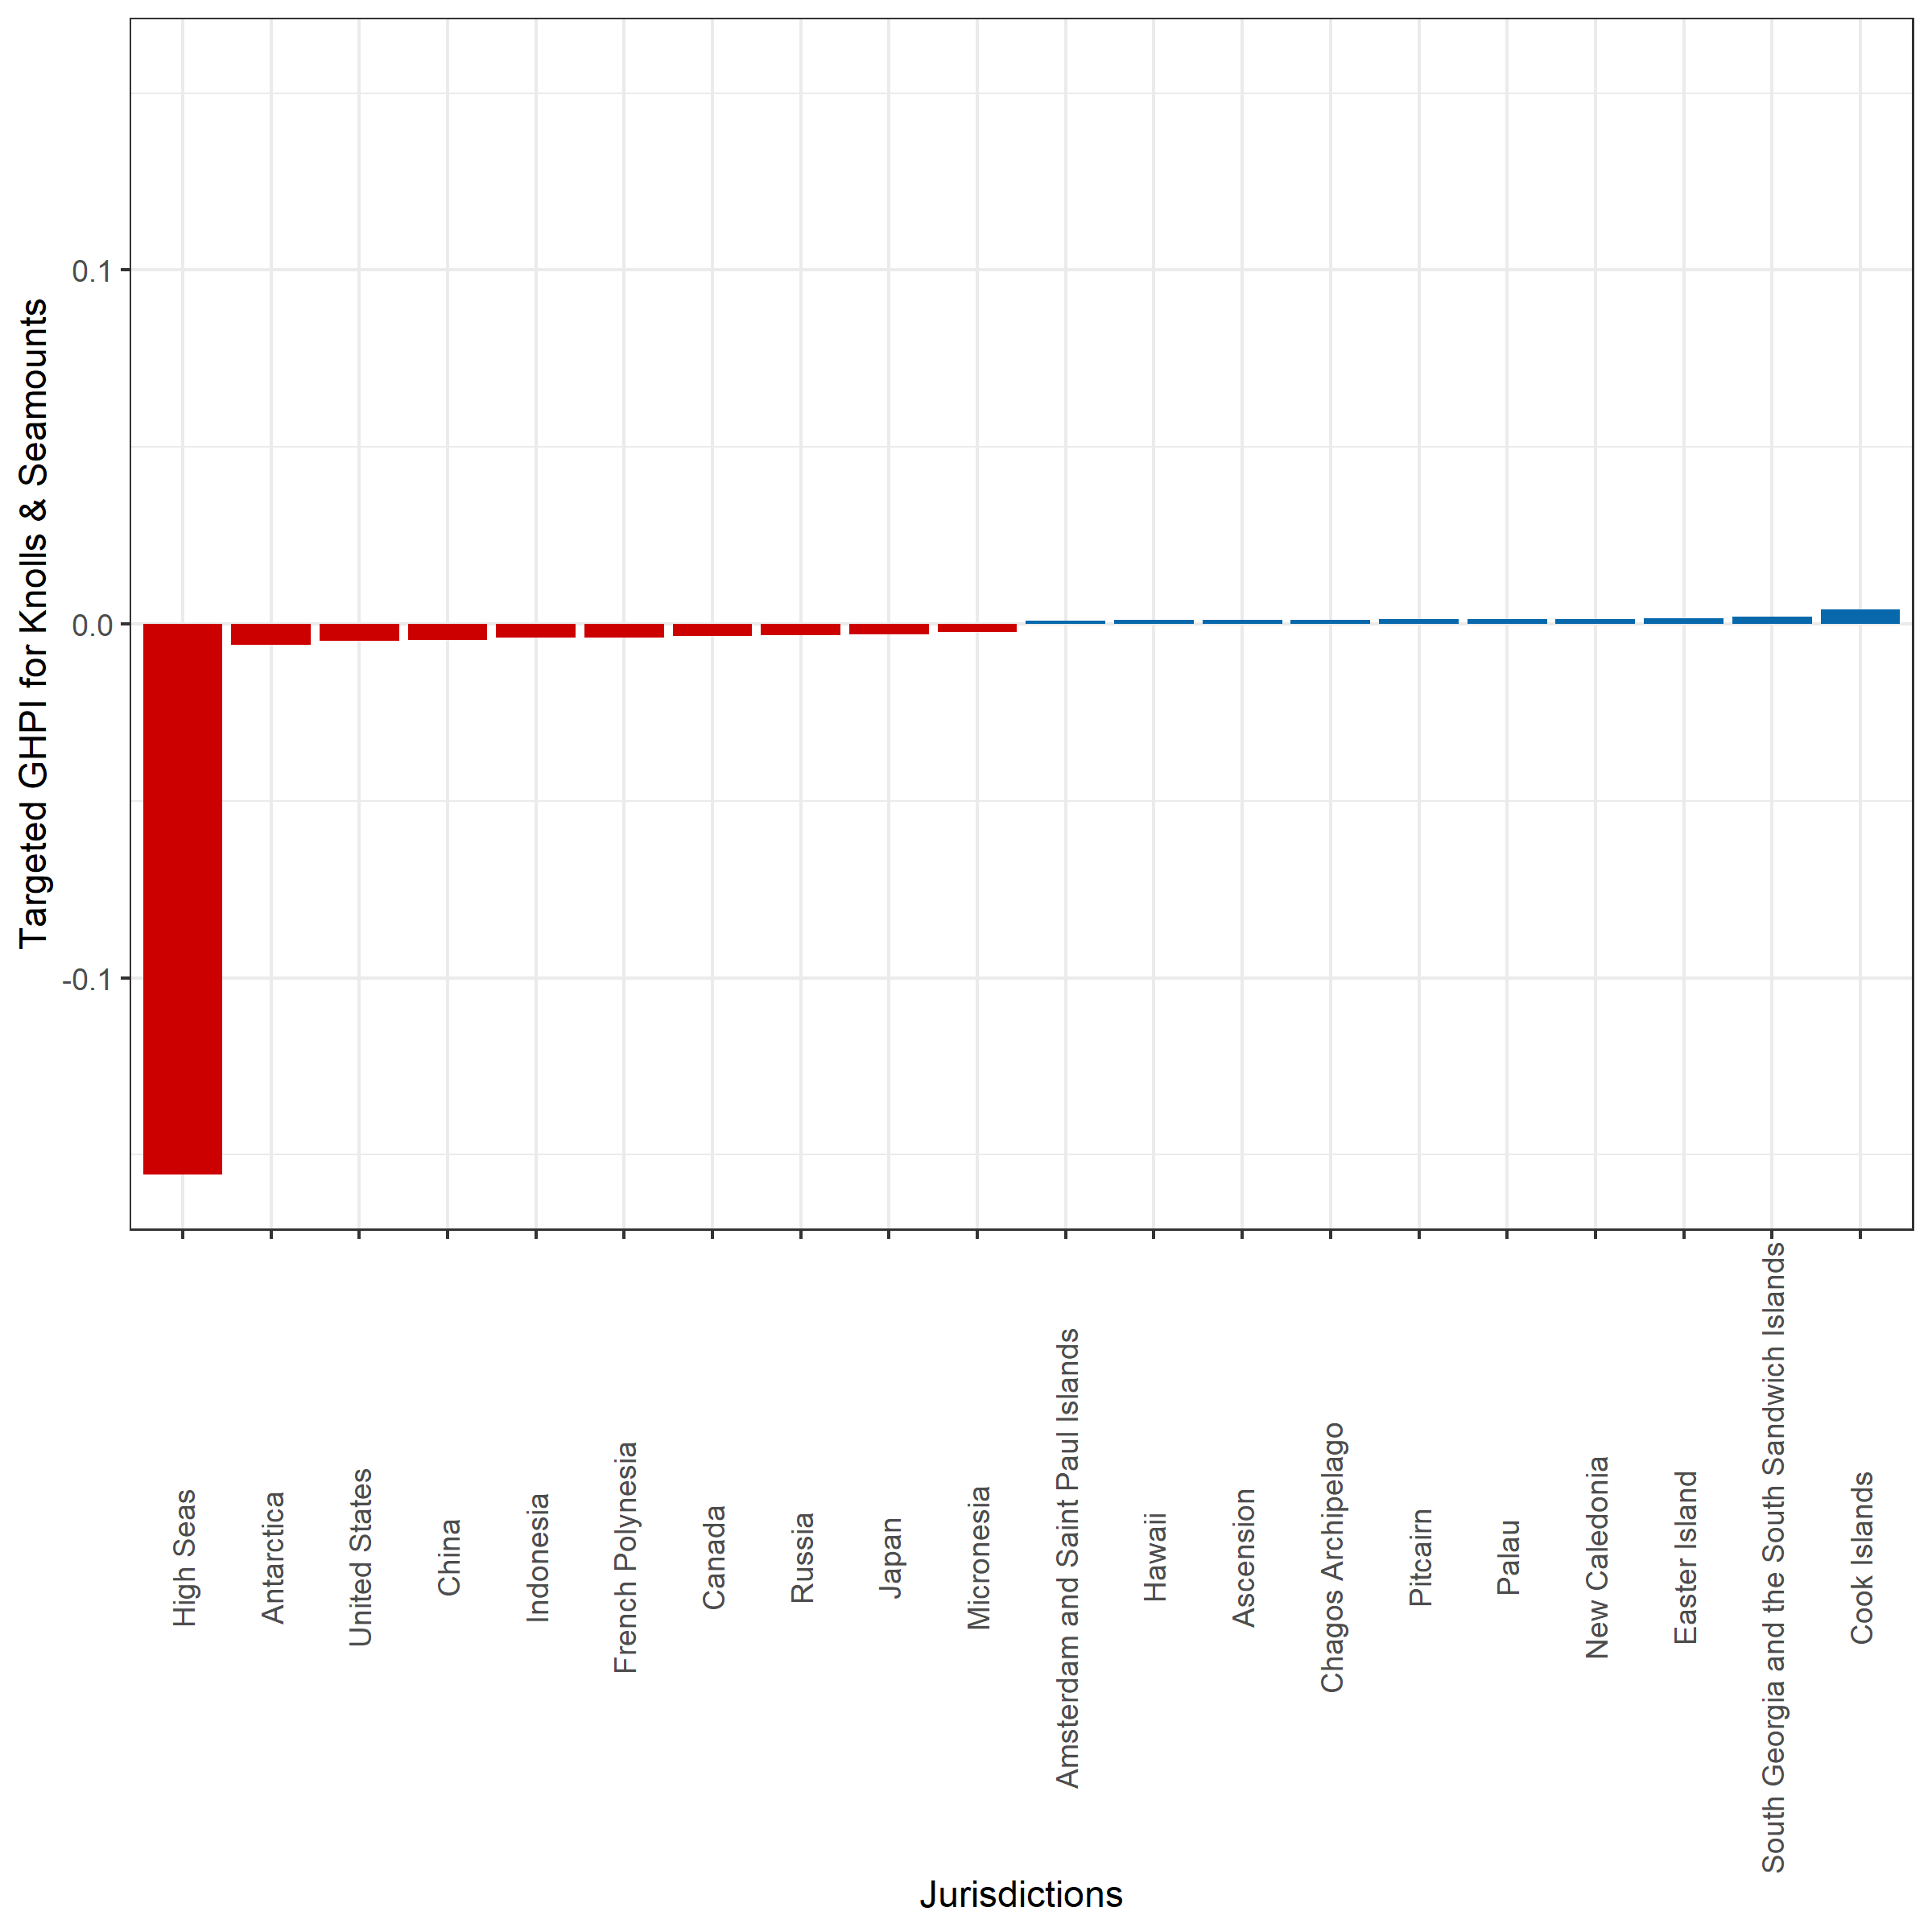 Targeted GHPI for Knolls & Seamounts
0.1
0.0
-0.1
High Seas
Antarctica
United States
China
Indonesia
French Polynesia
Canada
Russia
Japan
Micronesia
Amsterdam and Saint Paul Islands
Hawaii
Ascension
Chagos Archipelago
Pitcairn
Palau
New Caledonia
Easter Island
South Georgia and the South Sandwich Islands
Cook Islands
Jurisdictions